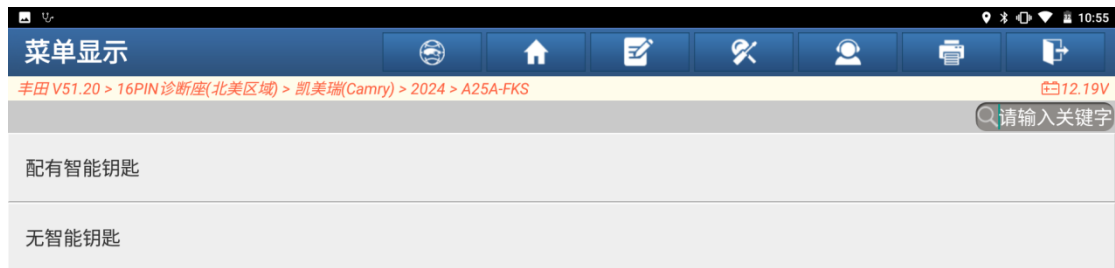 10:55
菜单显示
丰田 V51.20 > 16PIN诊断座(北美区域) > 凯美瑞(Camry) > 2024 > A25A-FKS 12.19V
请输入关键字
配有智能钥匙
无智能钥匙